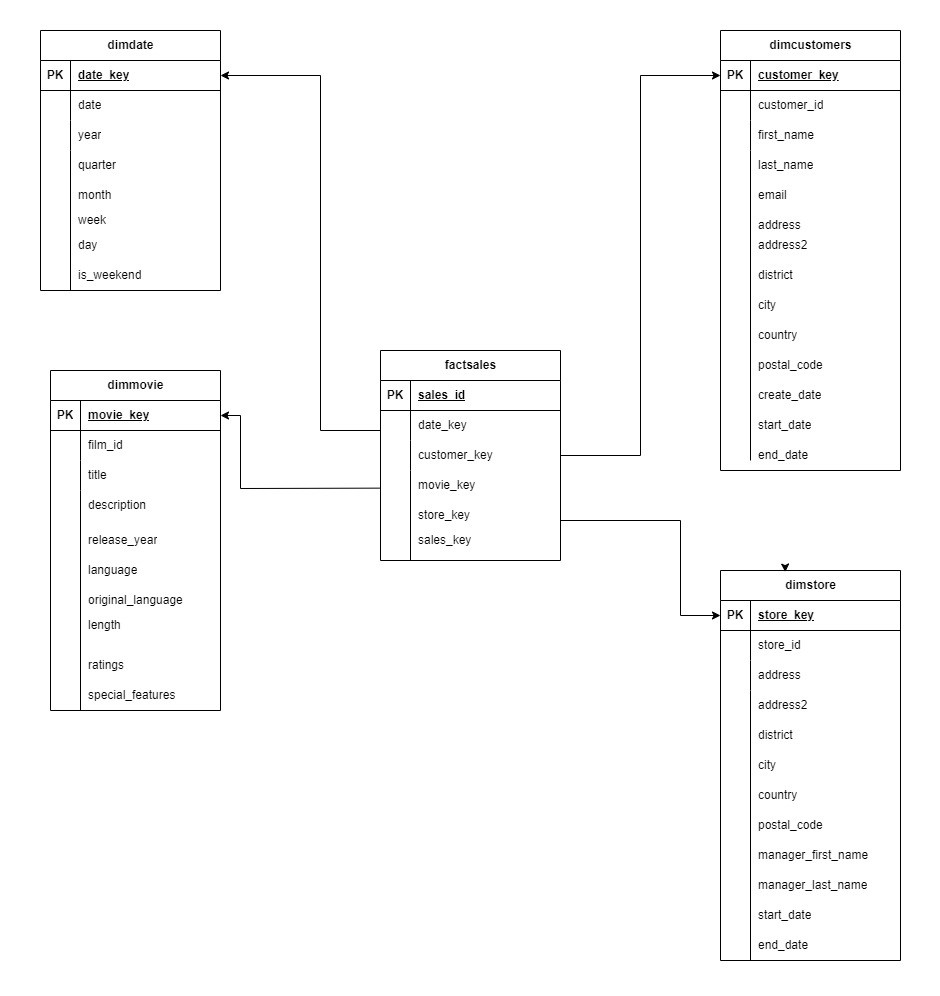 dimdate
PK date_key
date
year
quarter
month
week
day
is_weekend
dimcustomers
PK customer_key
customer_id
first_name
last_name
email
address
address2
district
city
country
postal_code
create_date
start_date
end_date
factsales
PK sales_id
date_key
customer_key
movie_key
store_key
sales_key
dimmovie
PK movie_key
film_id
title
description
release_year
language
original_language
length
ratings
special_features
dimstore
PK store_key
store_id
address
address2
district
city
country
postal_code
manager_first_name
manager_last_name
start_date
end_date